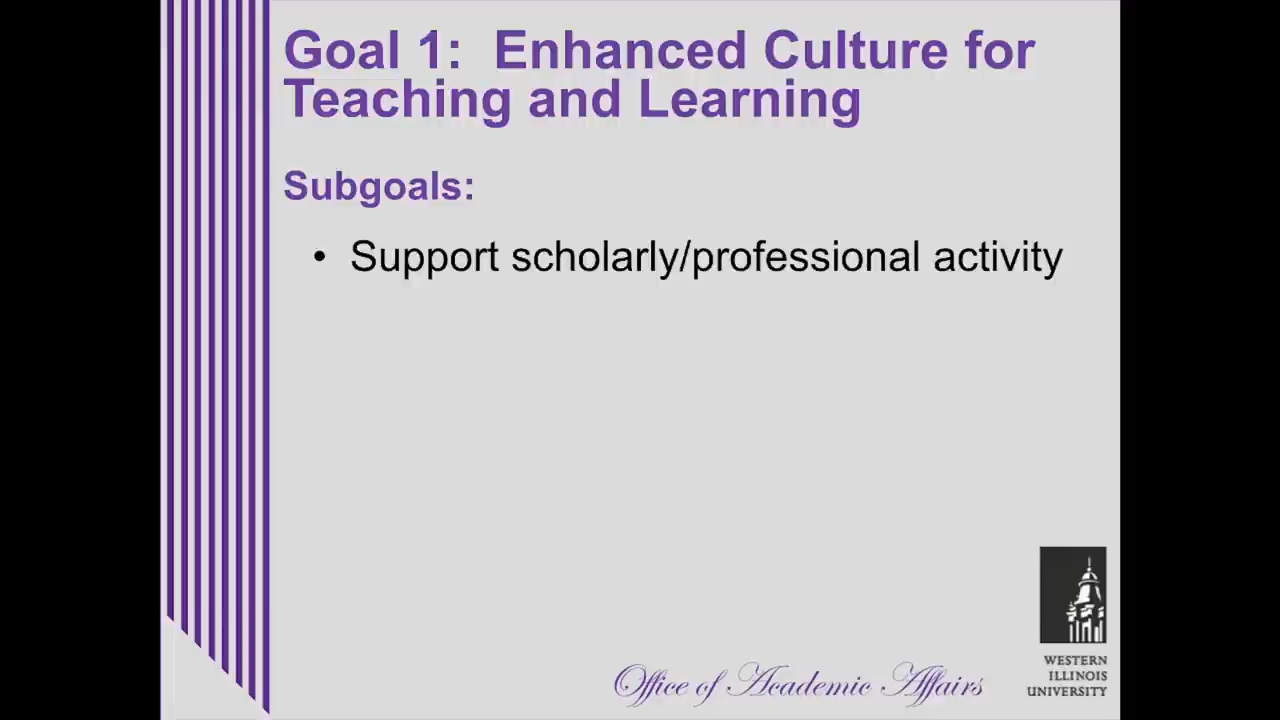 Goal 1:  Enhanced Culture for
Teaching and Learning
Subgoals:
• Support scholarly/professional activity
Office of Academic Affairs
WESTERN
ILLINOIS
UNIVERSITY